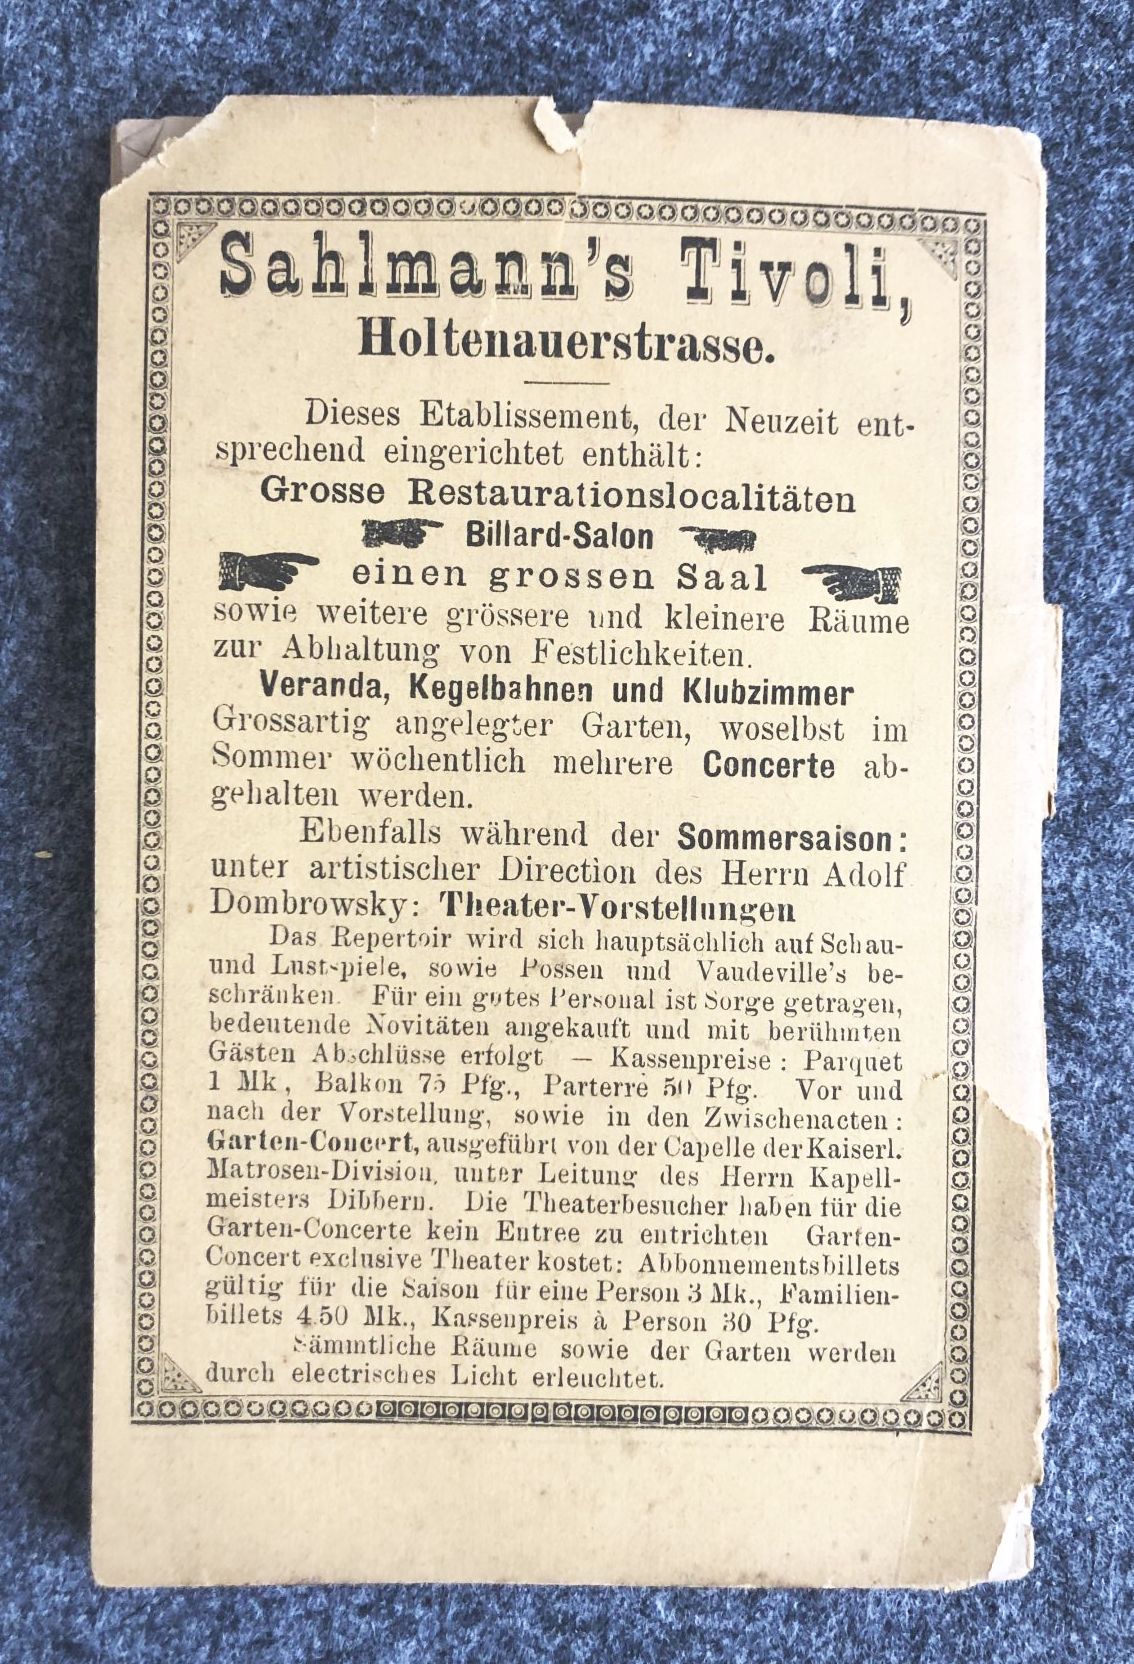 Sahlmann's Tivoli,
Holtenauerstrasse.
Dieses Etablissement, der Neuzeit ent-
sprechend eingerichtet enthält:
Grosse Restaurationslocalitäten
Billard-Salon
einen grossen Saal
sowie weitere grössere und kleinere Räume
zur Abhaltung von Festlichkeiten.
Veranda, Kegelbahnen und Klubzimmer
Grossartig angelegter Garten, woselbst im
Sommer wöchentlich mehrere Concerte ab-
gehalten werden.
Ebenfalls während der Sommersaison:
unter artistischer Direction des Herrn Adolf
Dombrowsky: Theater-Vorstellungen
Das Repertoir wird sich hauptsächlich auf Schau-
und Lustspiele, sowie Possen und Vaudeville's be-
schränken. Für ein gutes Personal ist Sorge getragen,
bedeutende Novitäten angekauft und mit berühmten
Gästen Abschlüsse erfolgt — Kassenpreise: Parquet
1 Mk, Balkon 75 Pfg., Parterre 50 Pfg. Vor und
nach der Vorstellung, sowie in den Zwischenacten:
Garten-Concert, ausgeführt von der Capelle der Kaiserl.
Matrosen-Division, unter Leitung des Herrn Kapell-
meisters Dibbern. Die Theaterbesucher haben für die
Garten-Concerte kein Entree zu entrichten Garten-
Concert exclusive Theater kostet: Abbonnementsbillets
gültig für die Saison für eine Person 3 Mk., Familien-
billets 4.50 Mk., Kassenpreis à Person 30 Pfg.
Sämmtliche Räume sowie der Garten werden
durch electrisches Licht erleuchtet.